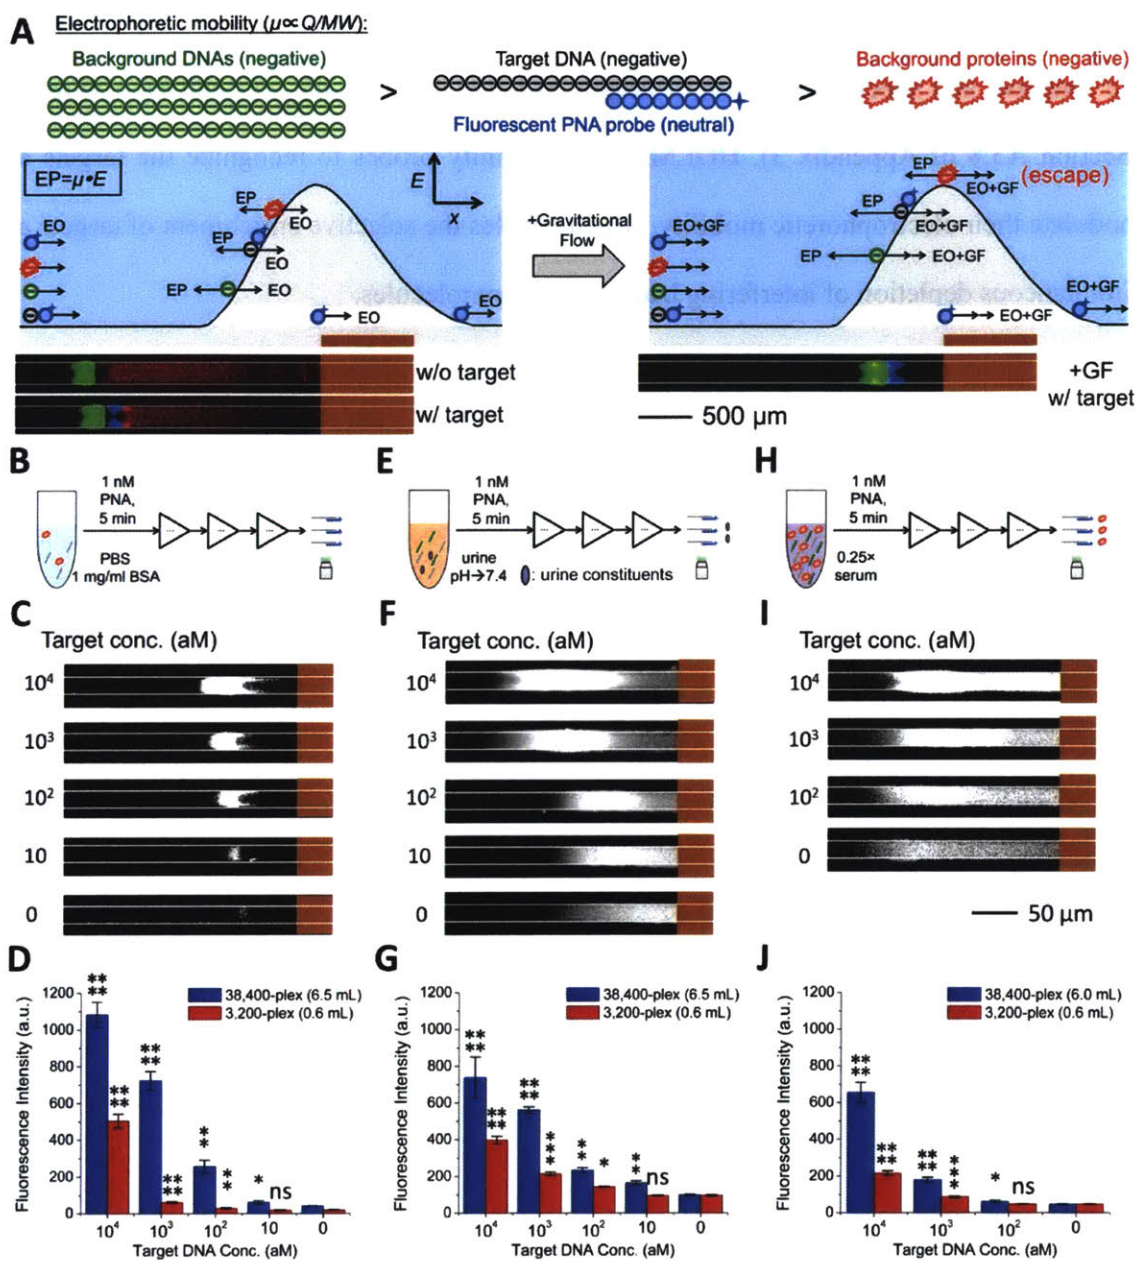 A
Electrophoretic mobility (μ∝Q/MW):
Background DNAs (negative)
>
Target DNA (negative)
Fluorescent PNA probe (neutral)
>
Background proteins (negative)
EP=μ•E
E
x
EP
EO
EP
EO
EP
EO
EO
EO
EO
+Gravitational
Flow
(escape)
EP
EO+GF
EP
EO+GF
EO+GF
EP
EO+GF
EO+GF
EO+GF
w/o target
w/ target
500 μm
+GF
w/ target
B
1 nM
PNA,
5 min
PBS
1 mg/ml BSA
E
1 nM
PNA,
5 min
urine
pH→7.4
: urine constituents
H
1 nM
PNA,
5 min
0.25×
serum
C
Target conc. (aM)
10⁴
10³
10²
10
0
F
Target conc. (aM)
10⁴
10³
10²
10
0
I
Target conc. (aM)
10⁴
10³
10²
0
50 μm
D
Fluorescence Intensity (a.u.)
1200
1000
800
600
400
200
0
38,400-plex (6.5 mL)
3,200-plex (0.6 mL)
****
****
****
****
**
**
*
ns
10⁴ 10³ 10² 10 0
Target DNA Conc. (aM)
G
Fluorescence Intensity (a.u.)
1200
1000
800
600
400
200
0
38,400-plex (6.5 mL)
3,200-plex (0.6 mL)
****
****
****
***
**
*
**
ns
10⁴ 10³ 10² 10 0
Target DNA Conc. (aM)
J
Fluorescence Intensity (a.u.)
1200
1000
800
600
400
200
0
38,400-plex (6.0 mL)
3,200-plex (0.6 mL)
****
****
****
***
*
ns
10⁴ 10³ 10² 0
Target DNA Conc. (aM)